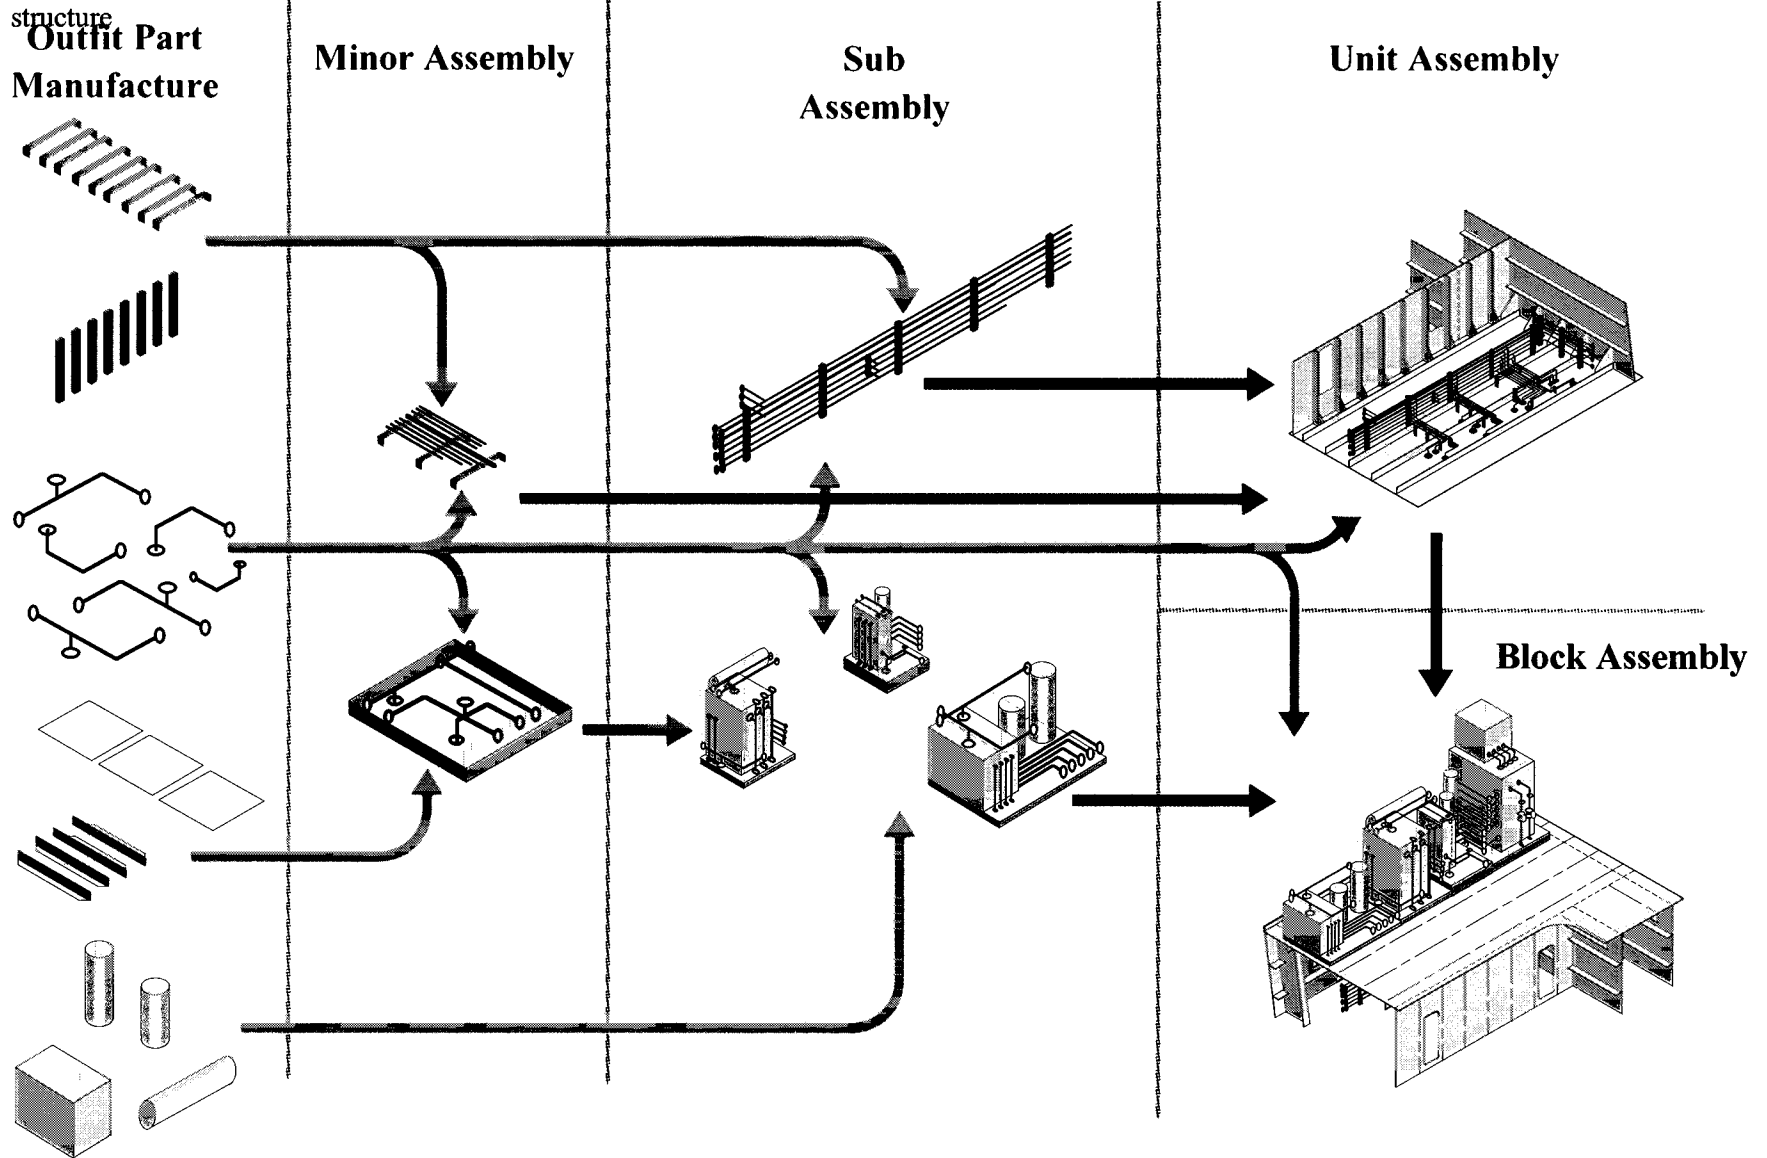 structure
Outfit Part
Manufacture
Minor Assembly
Sub
Assembly
Unit Assembly
Block Assembly